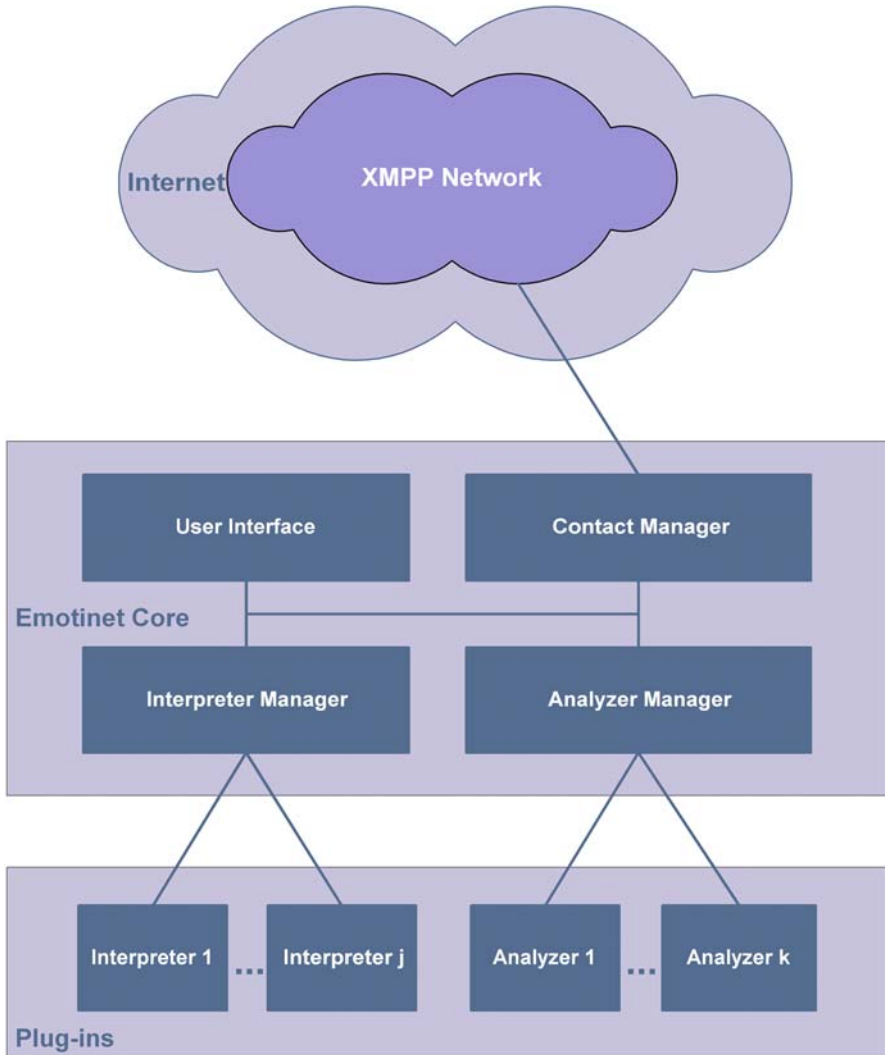 XMPP Network
Internet
User Interface
Contact Manager
Emotinet Core
Interpreter Manager
Analyzer Manager
Interpreter 1
...
Interpreter j
Analyzer 1
...
Analyzer k
Plug-ins